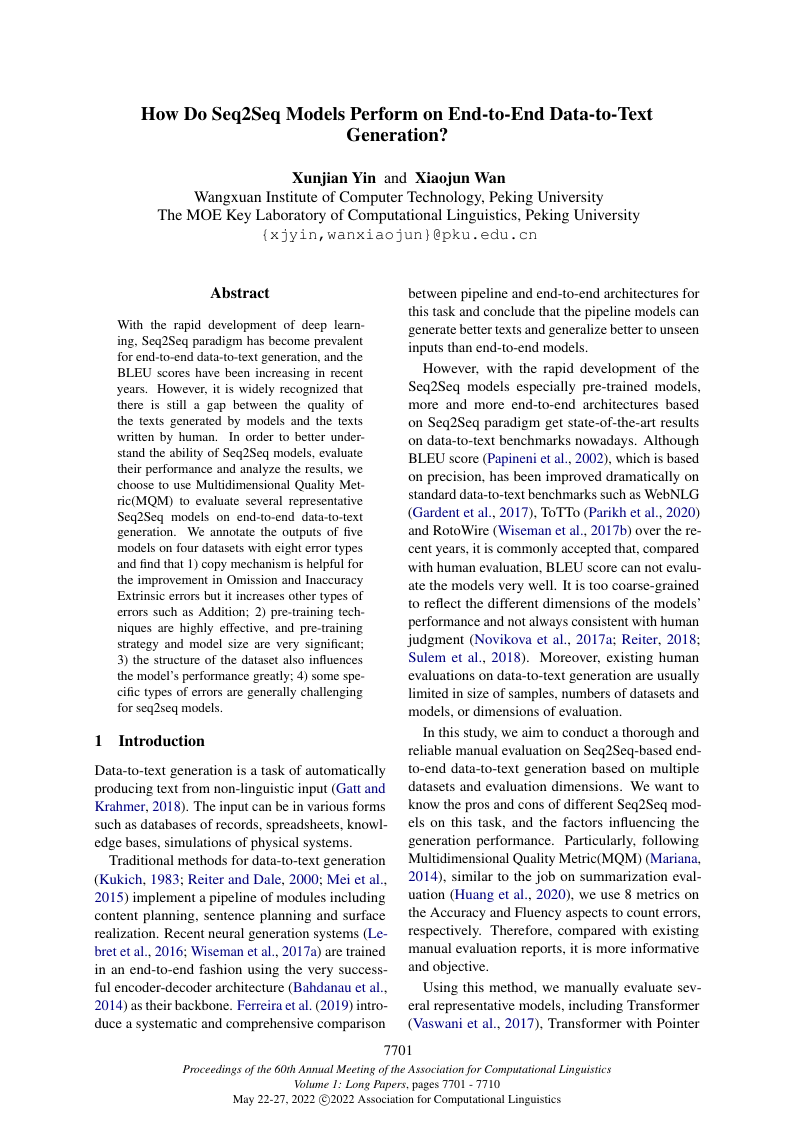 How Do Seq2Seq Models Perform on End-to-End Data-to-Text
Generation?
Xunjian Yin and Xiaojun Wan
Wangxuan Institute of Computer Technology, Peking University
The MOE Key Laboratory of Computational Linguistics, Peking University
{xjyin,wanxiaojun}@pku.edu.cn
Abstract
With the rapid development of deep learn-
ing, Seq2Seq paradigm has become prevalent
for end-to-end data-to-text generation, and the
BLEU scores have been increasing in recent
years. However, it is widely recognized that
there is still a gap between the quality of
the texts generated by models and the texts
written by human. In order to better under-
stand the ability of Seq2Seq models, evaluate
their performance and analyze the results, we
choose to use Multidimensional Quality Met-
ric(MQM) to evaluate several representative
Seq2Seq models on end-to-end data-to-text
generation. We annotate the outputs of five
models on four datasets with eight error types
and find that 1) copy mechanism is helpful for
the improvement in Omission and Inaccuracy
Extrinsic errors but it increases other types of
errors such as Addition; 2) pre-training tech-
niques are highly effective, and pre-training
strategy and model size are very significant;
3) the structure of the dataset also influences
the model's performance greatly; 4) some spe-
cific types of errors are generally challenging
for seq2seq models.
1 Introduction
Data-to-text generation is a task of automatically
producing text from non-linguistic input (Gatt and
Krahmer, 2018). The input can be in various forms
such as databases of records, spreadsheets, knowl-
edge bases, simulations of physical systems.
Traditional methods for data-to-text generation
(Kukich, 1983; Reiter and Dale, 2000; Mei et al.,
2015) implement a pipeline of modules including
content planning, sentence planning and surface
realization. Recent neural generation systems (Le-
bret et al., 2016; Wiseman et al., 2017a) are trained
in an end-to-end fashion using the very success-
ful encoder-decoder architecture (Bahdanau et al.,
2014) as their backbone. Ferreira et al. (2019) intro-
duce a systematic and comprehensive comparison
between pipeline and end-to-end architectures for
this task and conclude that the pipeline models can
generate better texts and generalize better to unseen
inputs than end-to-end models.
However, with the rapid development of the
Seq2Seq models especially pre-trained models,
more and more end-to-end architectures based
on Seq2Seq paradigm get state-of-the-art results
on data-to-text benchmarks nowadays. Although
BLEU score (Papineni et al., 2002), which is based
on precision, has been improved dramatically on
standard data-to-text benchmarks such as WebNLG
(Gardent et al., 2017), ToTTo (Parikh et al., 2020)
and RotoWire (Wiseman et al., 2017b) over the re-
cent years, it is commonly accepted that, compared
with human evaluation, BLEU score can not evalu-
ate the models very well. It is too coarse-grained
to reflect the different dimensions of the models'
performance and not always consistent with human
judgment (Novikova et al., 2017a; Reiter, 2018;
Sulem et al., 2018). Moreover, existing human
evaluations on data-to-text generation are usually
limited in size of samples, numbers of datasets and
models, or dimensions of evaluation.
In this study, we aim to conduct a thorough and
reliable manual evaluation on Seq2Seq-based end-
to-end data-to-text generation based on multiple
datasets and evaluation dimensions. We want to
know the pros and cons of different Seq2Seq mod-
els on this task, and the factors influencing the
generation performance. Particularly, following
Multidimensional Quality Metric(MQM) (Mariana,
2014), similar to the job on summarization eval-
uation (Huang et al., 2020), we use 8 metrics on
the Accuracy and Fluency aspects to count errors,
respectively. Therefore, compared with existing
manual evaluation reports, it is more informative
and objective.
Using this method, we manually evaluate sev-
eral representative models, including Transformer
(Vaswani et al., 2017), Transformer with Pointer
7701
Proceedings of the 60th Annual Meeting of the Association for Computational Linguistics
Volume 1: Long Papers, pages 7701 - 7710
May 22-27, 2022 ©2022 Association for Computational Linguistics